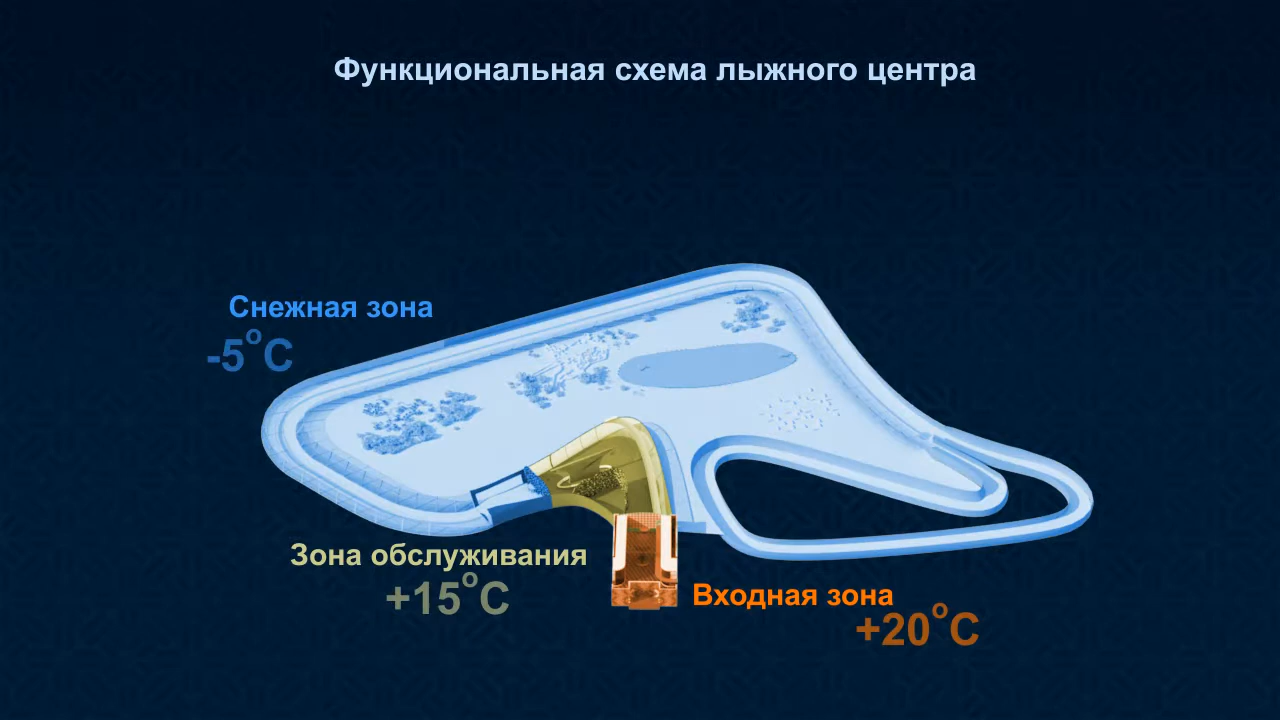 Функциональная схема лыжного центра
Снежная зона
-5°C
Зона обслуживания
+15°C
Входная зона
+20°C